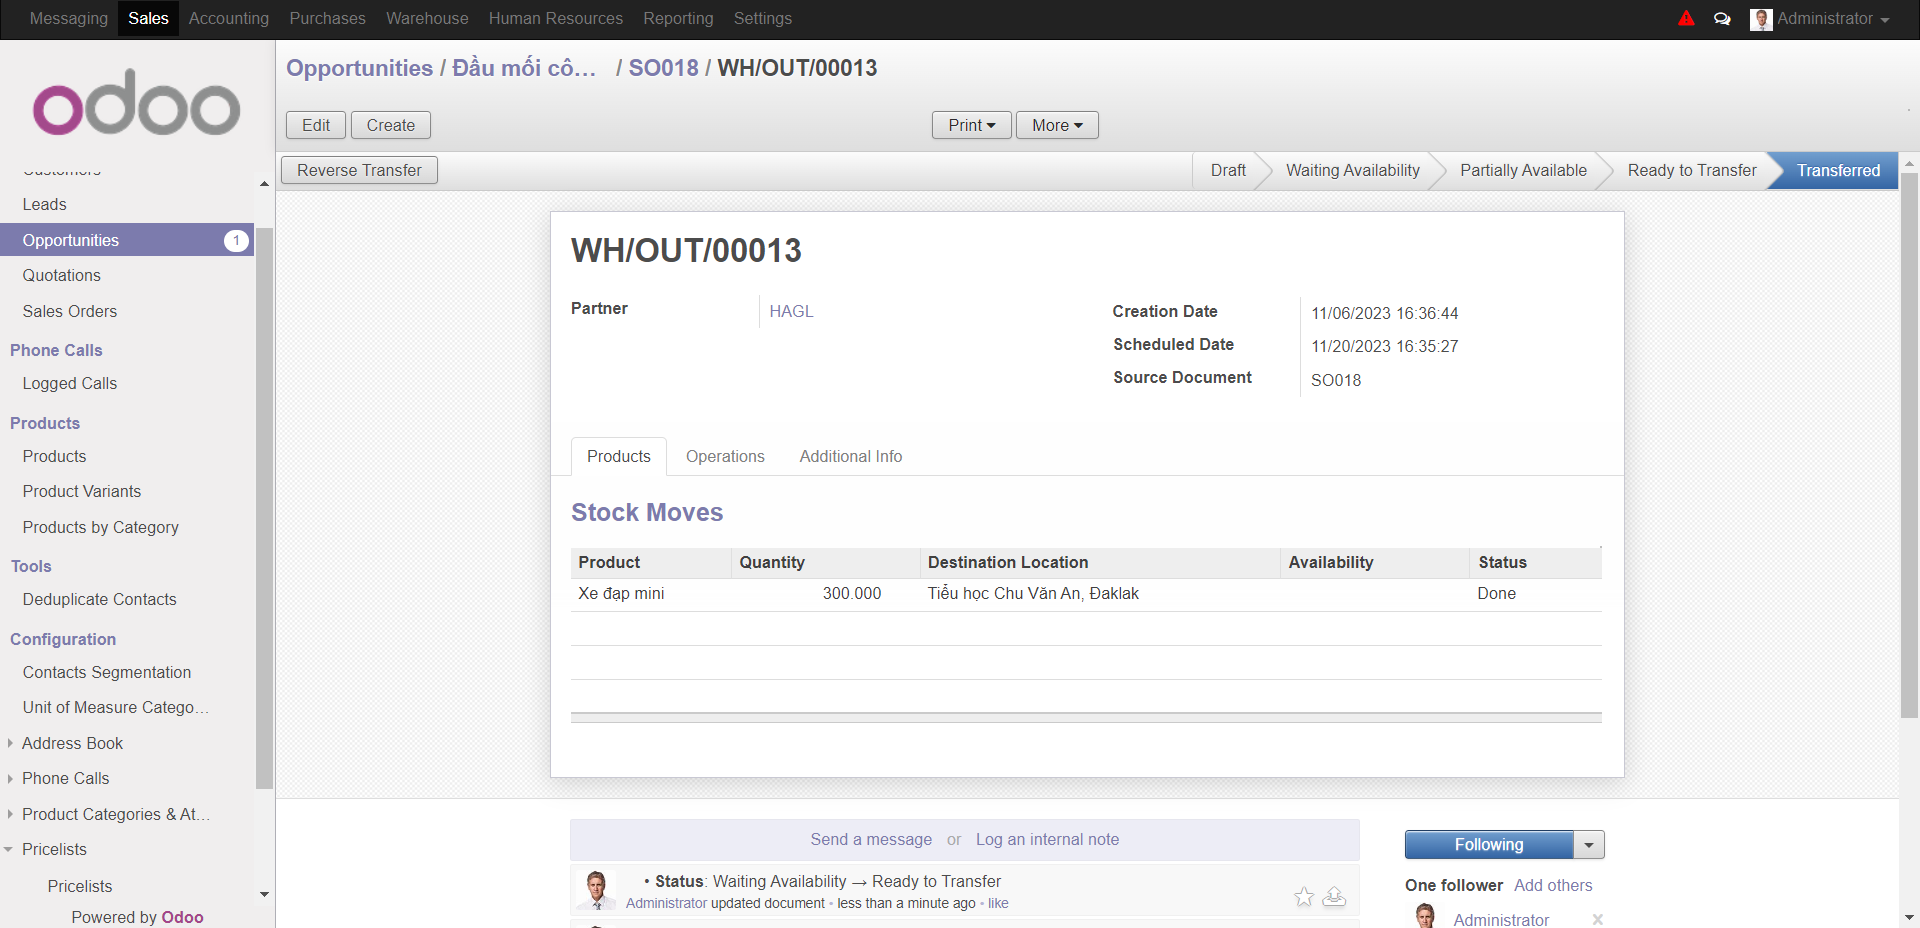 Messaging Sales Accounting Purchases Warehouse Human Resources Reporting Settings Administrator
odoo
Customers
Leads
Opportunities 1
Quotations
Sales Orders
Phone Calls
Logged Calls
Products
Products
Product Variants
Products by Category
Tools
Deduplicate Contacts
Configuration
Contacts Segmentation
Unit of Measure Catego...
Address Book
Phone Calls
Product Categories & At...
Pricelists
Pricelists
Powered by Odoo
Opportunities / Đầu mối cô... / SO018 / WH/OUT/00013
Edit Create Print More
Reverse Transfer Draft Waiting Availability Partially Available Ready to Transfer Transferred
WH/OUT/00013
Partner HAGL
Creation Date 11/06/2023 16:36:44
Scheduled Date 11/20/2023 16:35:27
Source Document SO018
Products Operations Additional Info
Stock Moves
Product Quantity Destination Location Availability Status
Xe đạp mini 300.000 Tiểu học Chu Văn An, Đaklak Done
Send a message or Log an internal note
• Status: Waiting Availability → Ready to Transfer
Administrator updated document • less than a minute ago • like
Following
One follower Add others
Administrator x